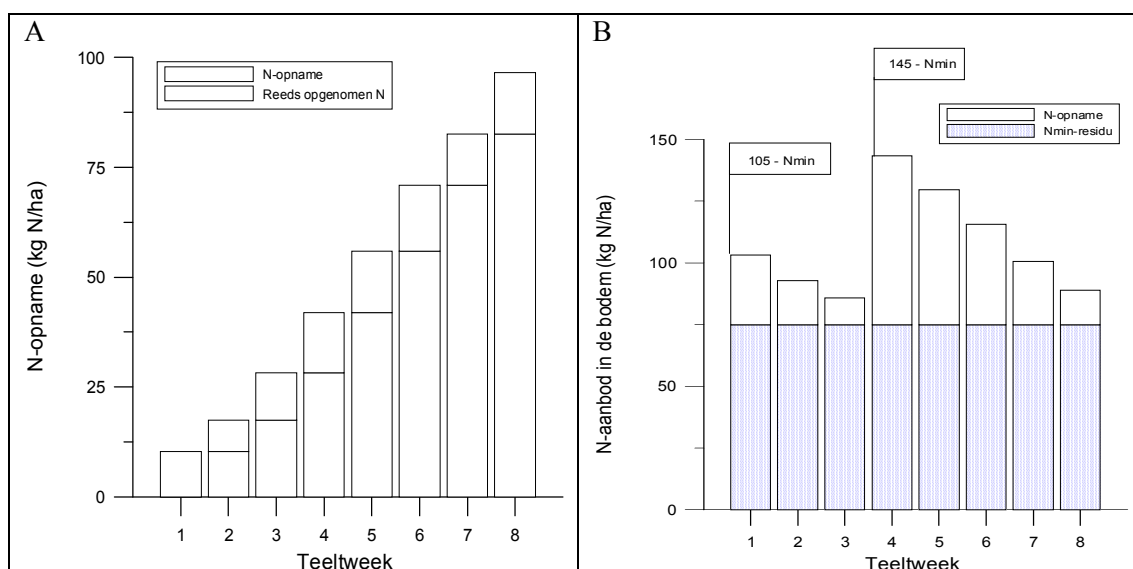 A
100
75
50
25
0
N-opname (kg N/ha)
N-opname
Reeds opgenomen N
1 2 3 4 5 6 7 8
Teeltweek
B
145 - Nmin
105 - Nmin
N-opname
Nmin-residu
150
100
50
0
N-aanbod in de bodem (kg N/ha)
1 2 3 4 5 6 7 8
Teeltweek